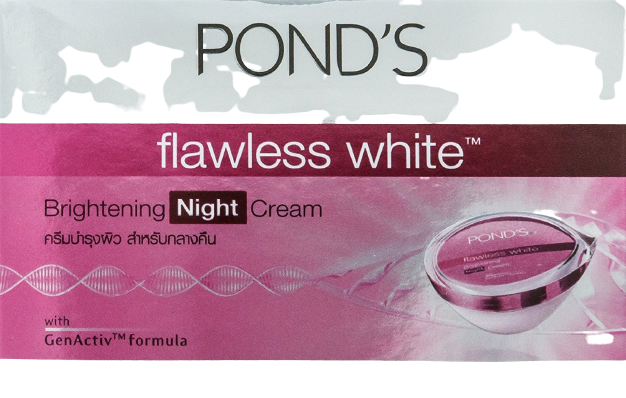 POND'S
flawless white™
Brightening Night Cream
ครีมบำรุงผิว สำหรับกลางคืน
POND'S
flawless white
with
GenActiv™ formula